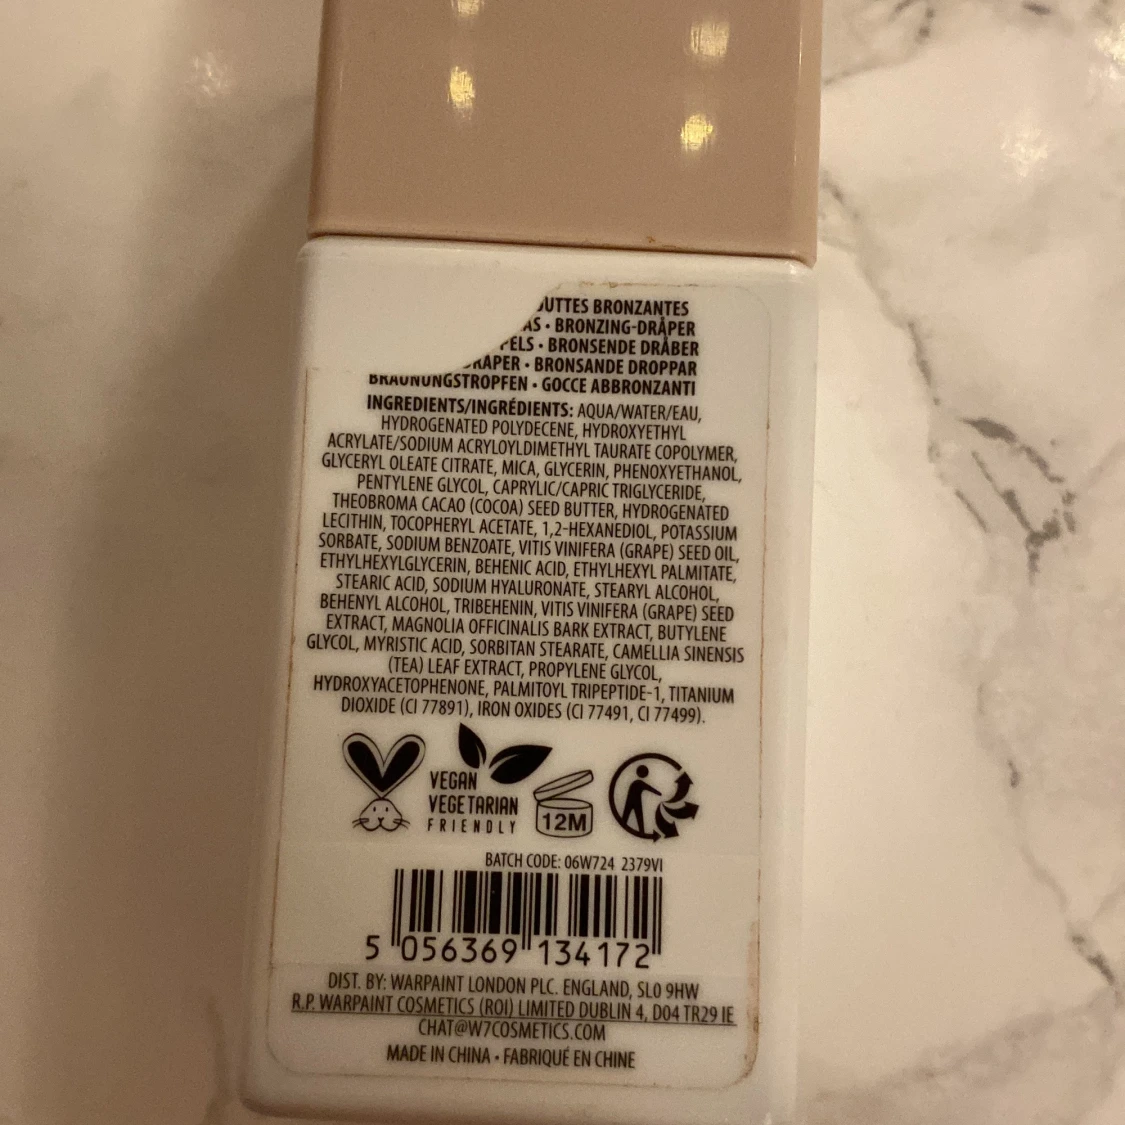 BRONZANTES
• BRONZING-DRÅPER
• BRONSENDE DRÅBER
• BRONSANDE DROPPAR
BRÄUNUNGSTROPFEN • GOCCE ABBRONZANTI
INGREDIENTS/INGRÉDIENTS: AQUA/WATER/EAU,
HYDROGENATED POLYDECENE, HYDROXYETHYL
ACRYLATE/SODIUM ACRYLOYLDIMETHYL TAURATE COPOLYMER,
GLYCERYL OLEATE CITRATE, MICA, GLYCERIN, PHENOXYETHANOL,
PENTYLENE GLYCOL, CAPRYLIC/CAPRIC TRIGLYCERIDE,
THEOBROMA CACAO (COCOA) SEED BUTTER, HYDROGENATED
LECITHIN, TOCOPHERYL ACETATE, 1,2-HEXANEDIOL, POTASSIUM
SORBATE, SODIUM BENZOATE, VITIS VINIFERA (GRAPE) SEED OIL,
ETHYLHEXYLGLYCERIN, BEHENIC ACID, ETHYLHEXYL PALMITATE,
STEARIC ACID, SODIUM HYALURONATE, STEARYL ALCOHOL,
BEHENYL ALCOHOL, TRIBEHENIN, VITIS VINIFERA (GRAPE) SEED
EXTRACT, MAGNOLIA OFFICINALIS BARK EXTRACT, BUTYLENE
GLYCOL, MYRISTIC ACID, SORBITAN STEARATE, CAMELLIA SINENSIS
(TEA) LEAF EXTRACT, PROPYLENE GLYCOL,
HYDROXYACETOPHENONE, PALMITOYL TRIPEPTIDE-1, TITANIUM
DIOXIDE (CI 77891), IRON OXIDES (CI 77491, CI 77499).
VEGAN
VEGETARIAN
FRIENDLY
12M
BATCH CODE: 06W724 2379VI
5 056369 134172
DIST. BY: WARPAINT LONDON PLC. ENGLAND, SL0 9HW
R.P. WARPAINT COSMETICS (ROI) LIMITED DUBLIN 4, D04 TR29 IE
CHAT@W7COSMETICS.COM
MADE IN CHINA • FABRIQUÉ EN CHINE